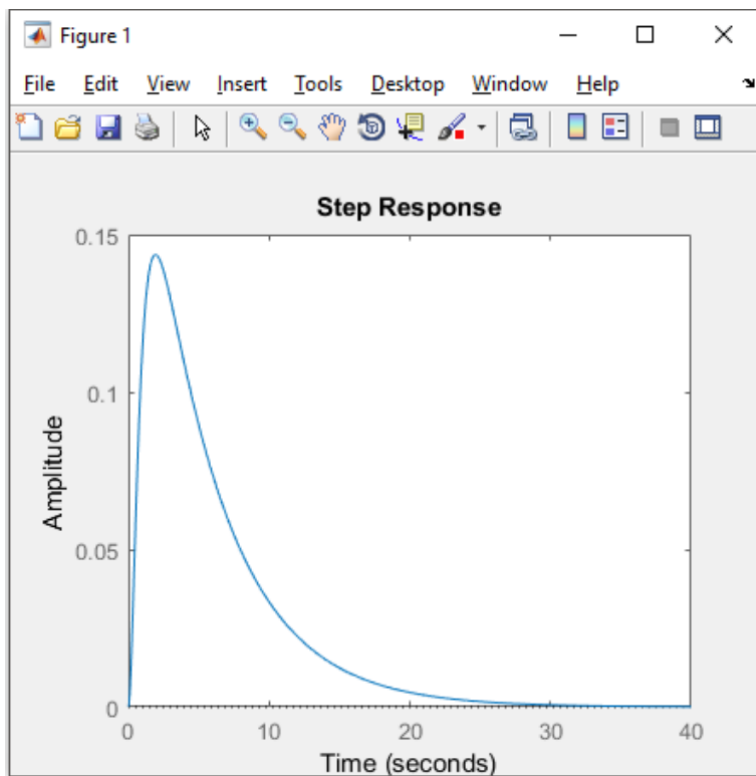 Figure 1
File Edit View Insert Tools Desktop Window Help
Step Response
0.15
0.1
0.05
0
Amplitude
0 10 20 30 40
Time (seconds)